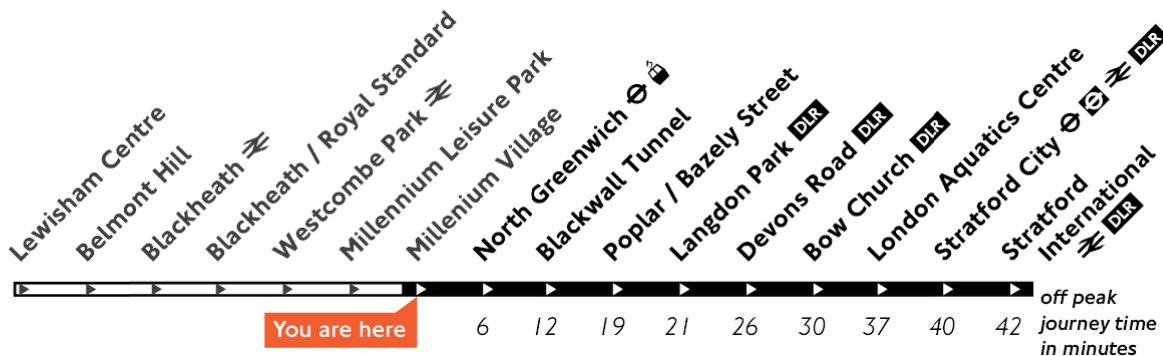 Lewisham Centre
Belmont Hill
Blackheath
Blackheath / Royal Standard
Westcombe Park
Millennium Leisure Park
Millenium Village
North Greenwich
Blackwall Tunnel
Poplar / Bazely Street
Langdon Park DLR
Devons Road DLR
Bow Church DLR
London Aquatics Centre
Stratford City DLR
Stratford
International
DLR
You are here
6 12 19 21 26 30 37 40 42
off peak
journey time
in minutes